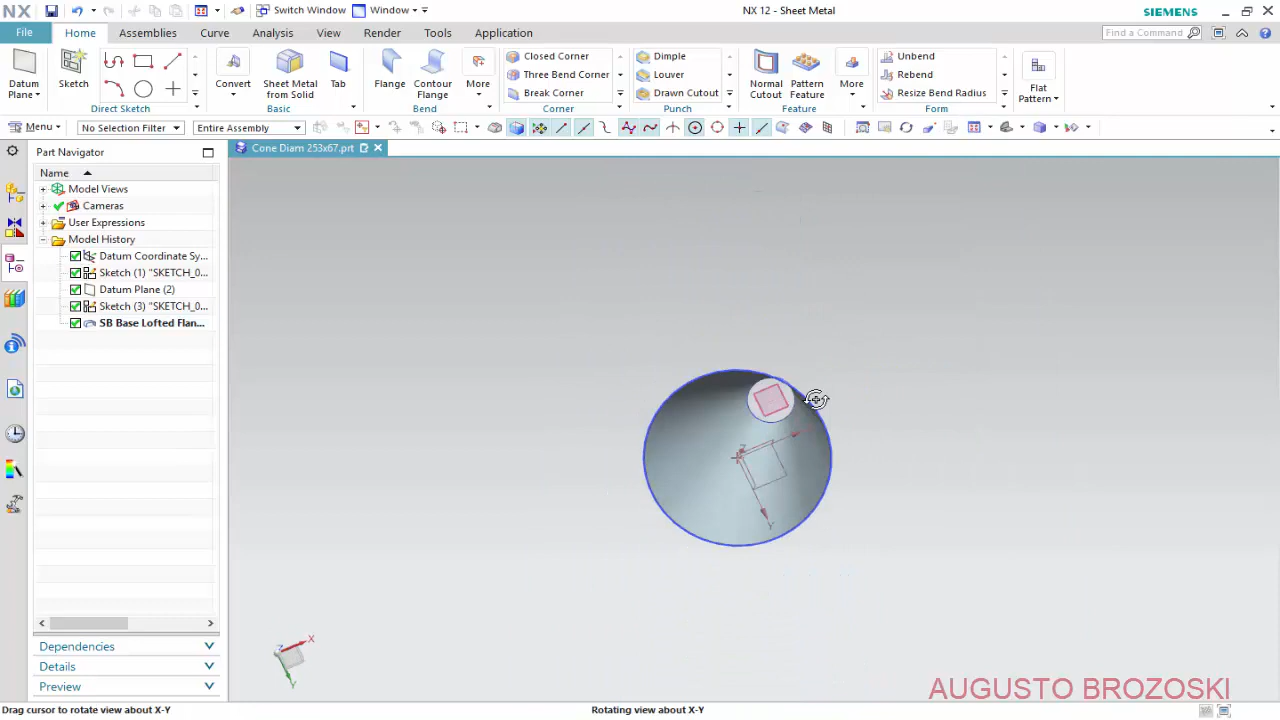 NX
Switch Window
Window
NX 12 - Sheet Metal
SIEMENS
File
Home
Assemblies
Curve
Analysis
View
Render
Tools
Application
Find a Command
Datum Plane
Sketch
Direct Sketch
Convert
Sheet Metal from Solid
Tab
Basic
Flange
Contour Flange
More
Bend
Closed Corner
Three Bend Corner
Break Corner
Corner
Dimple
Louver
Drawn Cutout
Punch
Normal Cutout
Pattern Feature
More
Feature
Unbend
Rebend
Resize Bend Radius
Form
Flat Pattern
Menu
No Selection Filter
Entire Assembly
Part Navigator
Cone Diam 253x67.prt
Name
Model Views
Cameras
User Expressions
Model History
Datum Coordinate Sy...
Sketch (1) "SKETCH_0...
Datum Plane (2)
Sketch (3) "SKETCH_0...
SB Base Lofted Flan...
Z
Y
X
Z
Y
Dependencies
Details
Preview
AUGUSTO BROZOSKI
Drag cursor to rotate view about X-Y
Rotating view about X-Y